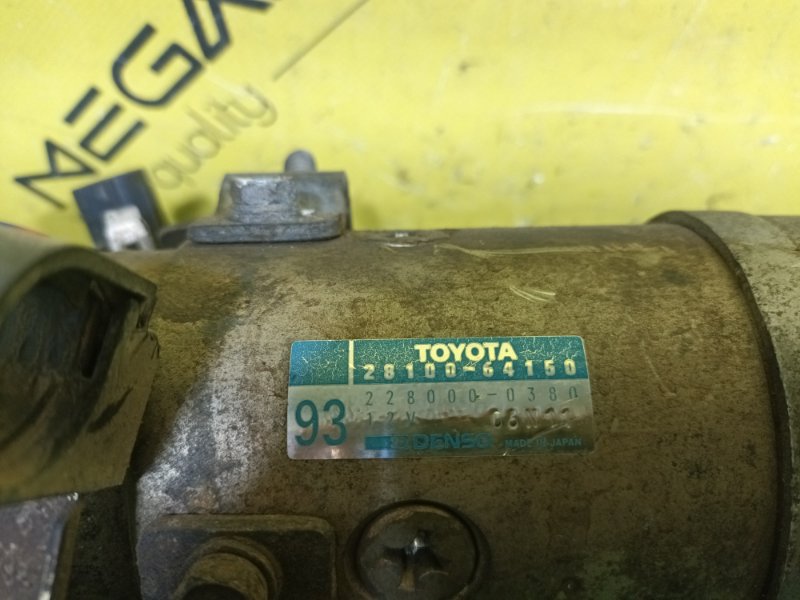 MEGA
quality
TOYOTA
28100-64150
93
228000-0380
12V
DENSO MADE IN JAPAN